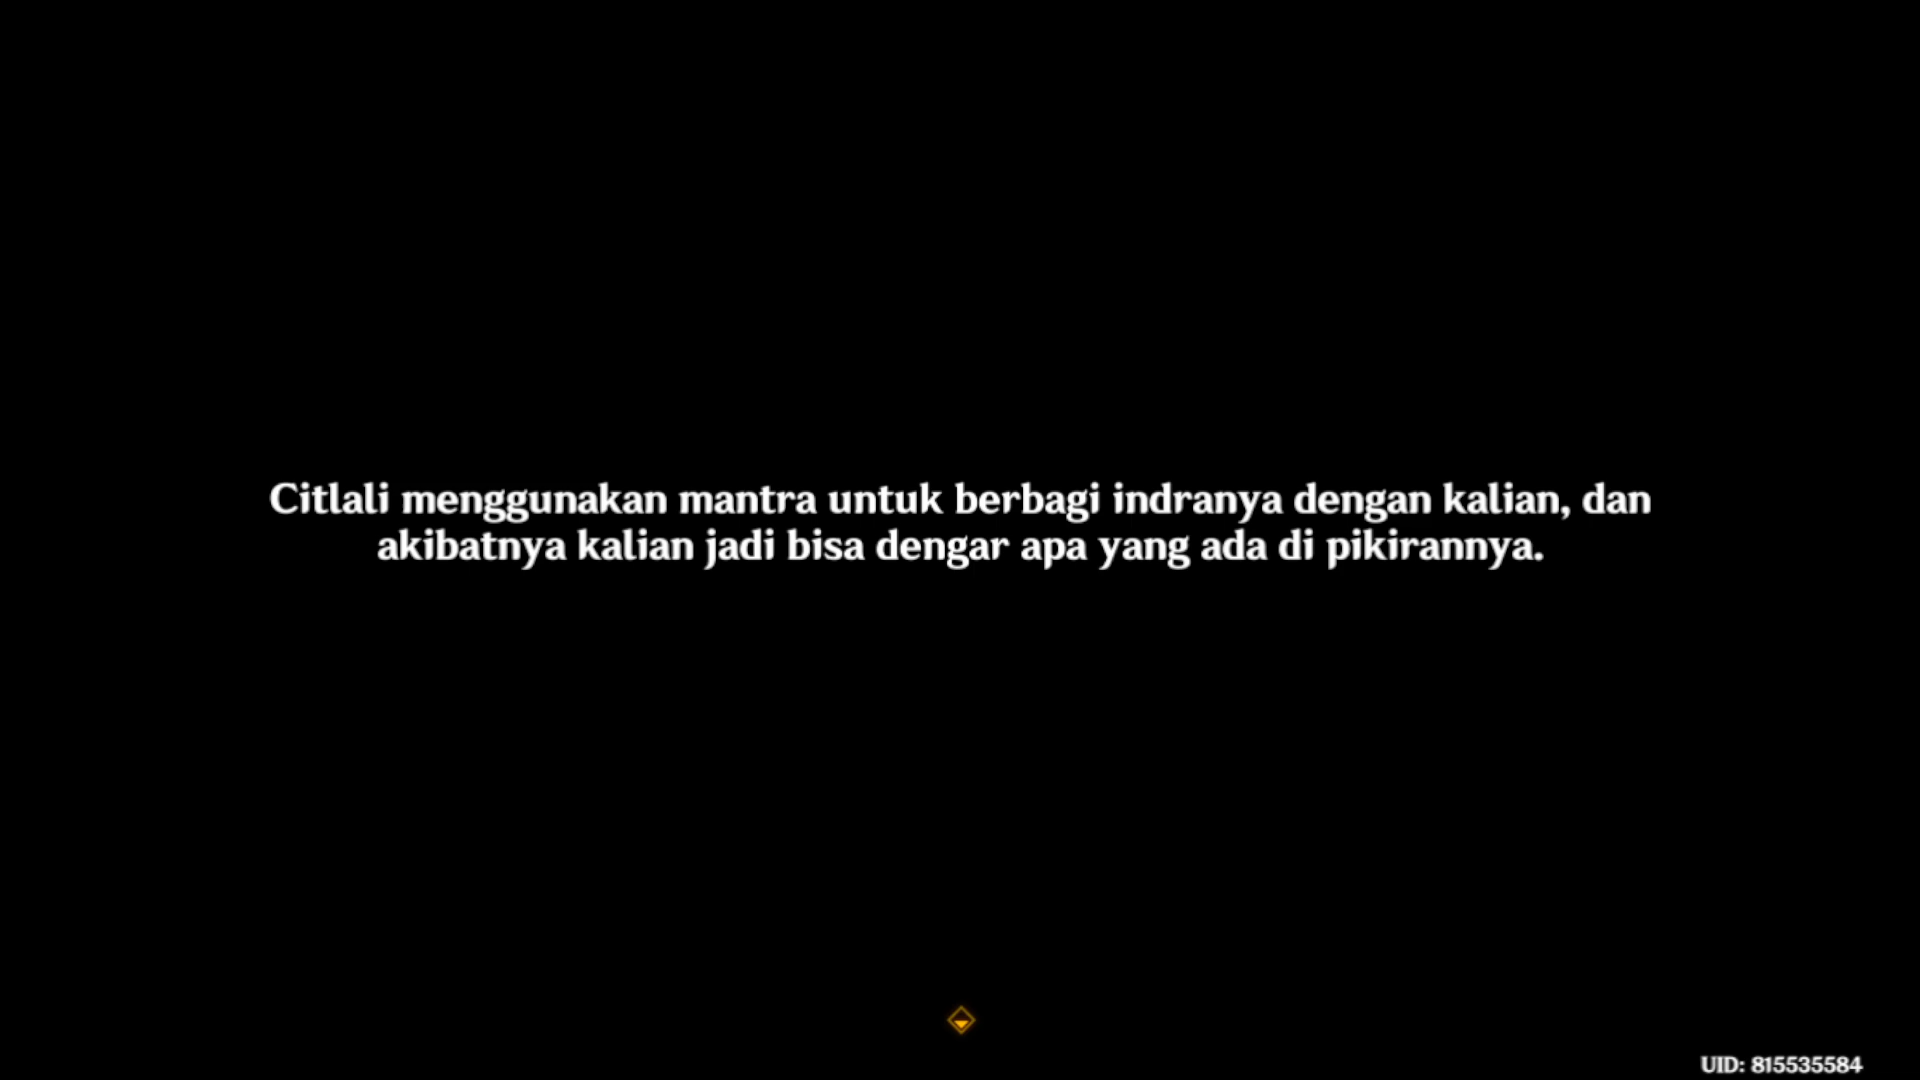 Citlali menggunakan mantra untuk berbagi indranya dengan kalian, dan
akibatnya kalian jadi bisa dengar apa yang ada di pikirannya.
UID: 815535584